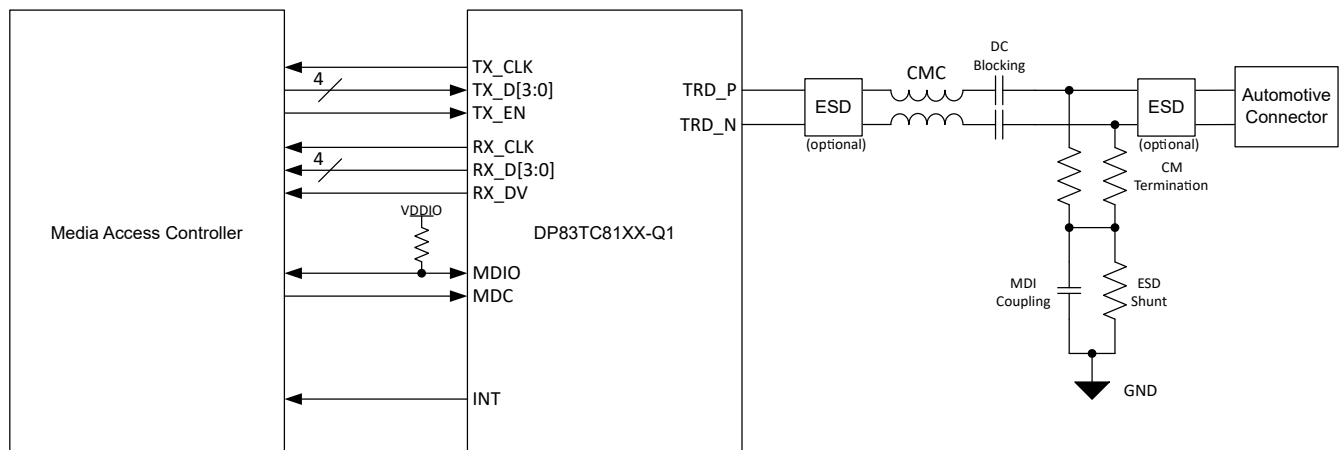 Media Access Controller
4
4
VDDIO
TX_CLK
TX_D[3:0]
TX_EN
RX_CLK
RX_D[3:0]
RX_DV
DP83TC81XX-Q1
MDIO
MDC
INT
TRD_P
TRD_N
ESD
(optional)
CMC
DC
Blocking
ESD
(optional)
Automotive
Connector
CM
Termination
MDI
Coupling
ESD
Shunt
GND